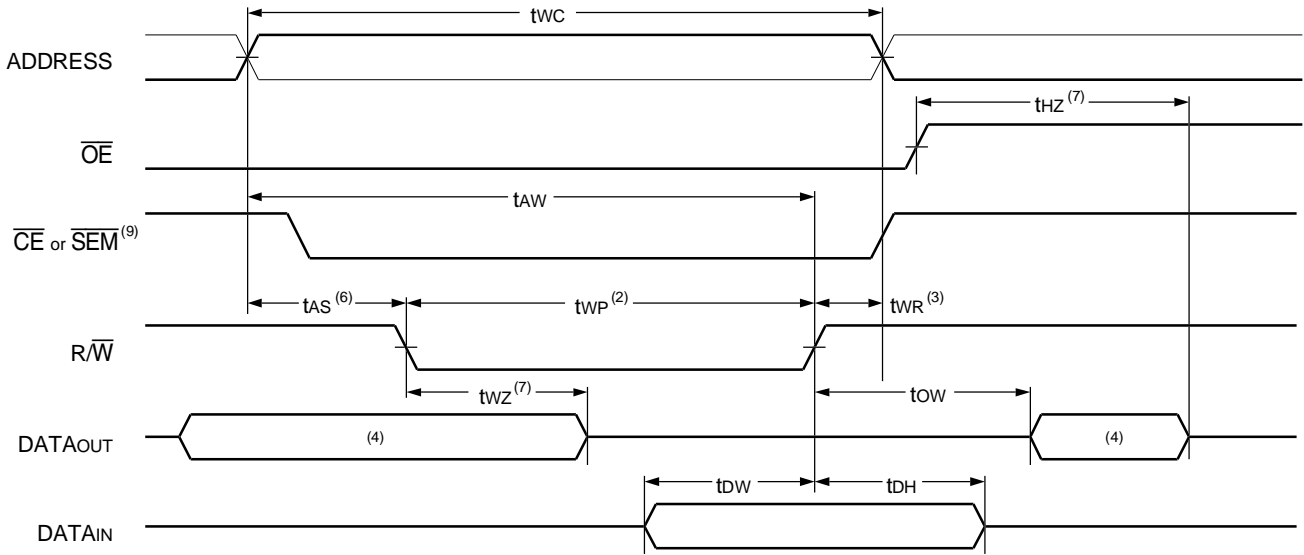 tWC
ADDRESS
tHZ (7)
OE
tAW
CE or SEM (9)
tAS (6) tWP (2) tWR (3)
R/W
tWZ (7) tOW
DATAOUT (4) (4)
tDW tDH
DATAIN